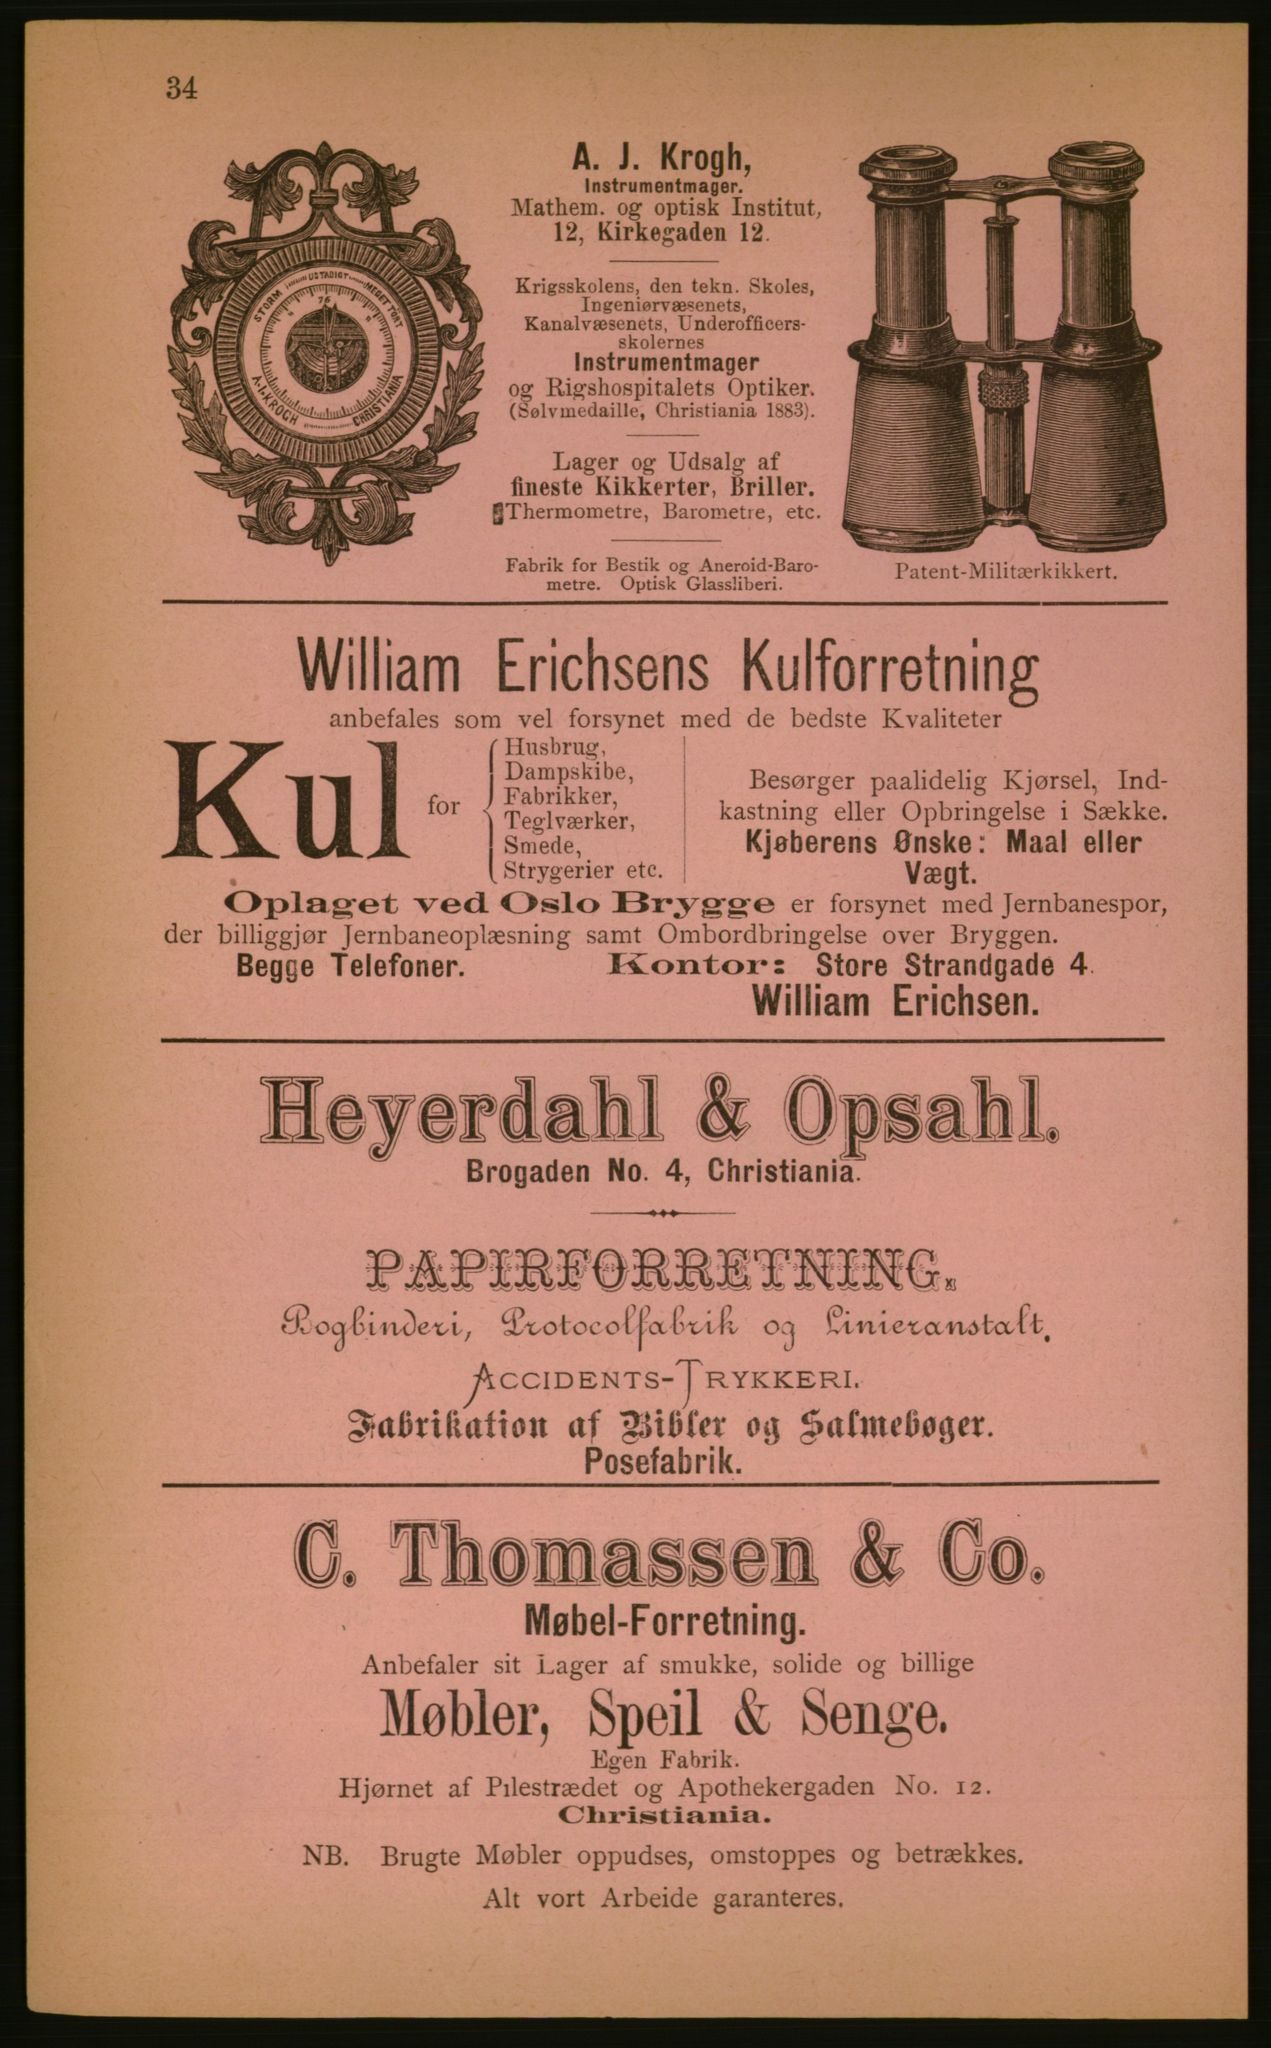 34
A. J. Krogh,
Instrumentmager.
Mathem. og optisk Institut,
12, Kirkegaden 12.
Krigsskolens, den tekn. Skoles,
Ingeniørvæsenets,
Kanalvæsenets, Underofficers-
skolernes
Instrumentmager
og Rigshospitalets Optiker.
(Sølvmedaille, Christiania 1883).
Lager og Udsalg af
fineste Kikkerter, Briller.
Thermometre, Barometre, etc.
Fabrik for Bestik og Aneroid-Baro-
metre. Optisk Glassliberi.
STORM USTADIGT MEGET TØRT
76
A.J. KROGH CHRISTIANIA
Patent-Militærkikkert.
William Erichsens Kulforretning
anbefales som vel forsynet med de bedste Kvaliteter
Kul for
Husbrug,
Dampskibe,
Fabrikker,
Teglværker,
Smede,
Strygerier etc.
Besørger paalidelig Kjørsel, Ind-
kastning eller Opbringelse i Sække.
Kjøberens Ønske: Maal eller
Vægt.
Oplaget ved Oslo Brygge er forsynet med Jernbanespor,
der billiggjør Jernbaneoplæsning samt Ombordbringelse over Bryggen.
Begge Telefoner. Kontor: Store Strandgade 4.
William Erichsen.
Heyerdahl & Opsahl.
Brogaden No. 4, Christiania.
PAPIRFORRETNING.
Bogbinderi, Protocolfabrik og Linieranstalt.
ACCIDENTS-TRYKKERI.
Fabrikation af Bibler og Salmebøger.
Posefabrik.
C. Thomassen & Co.
Møbel-Forretning.
Anbefaler sit Lager af smukke, solide og billige
Møbler, Speil & Senge.
Egen Fabrik.
Hjørnet af Pilestrædet og Apothekergaden No. 12.
Christiania.
NB. Brugte Møbler oppudses, omstoppes og betrækkes.
Alt vort Arbeide garanteres.